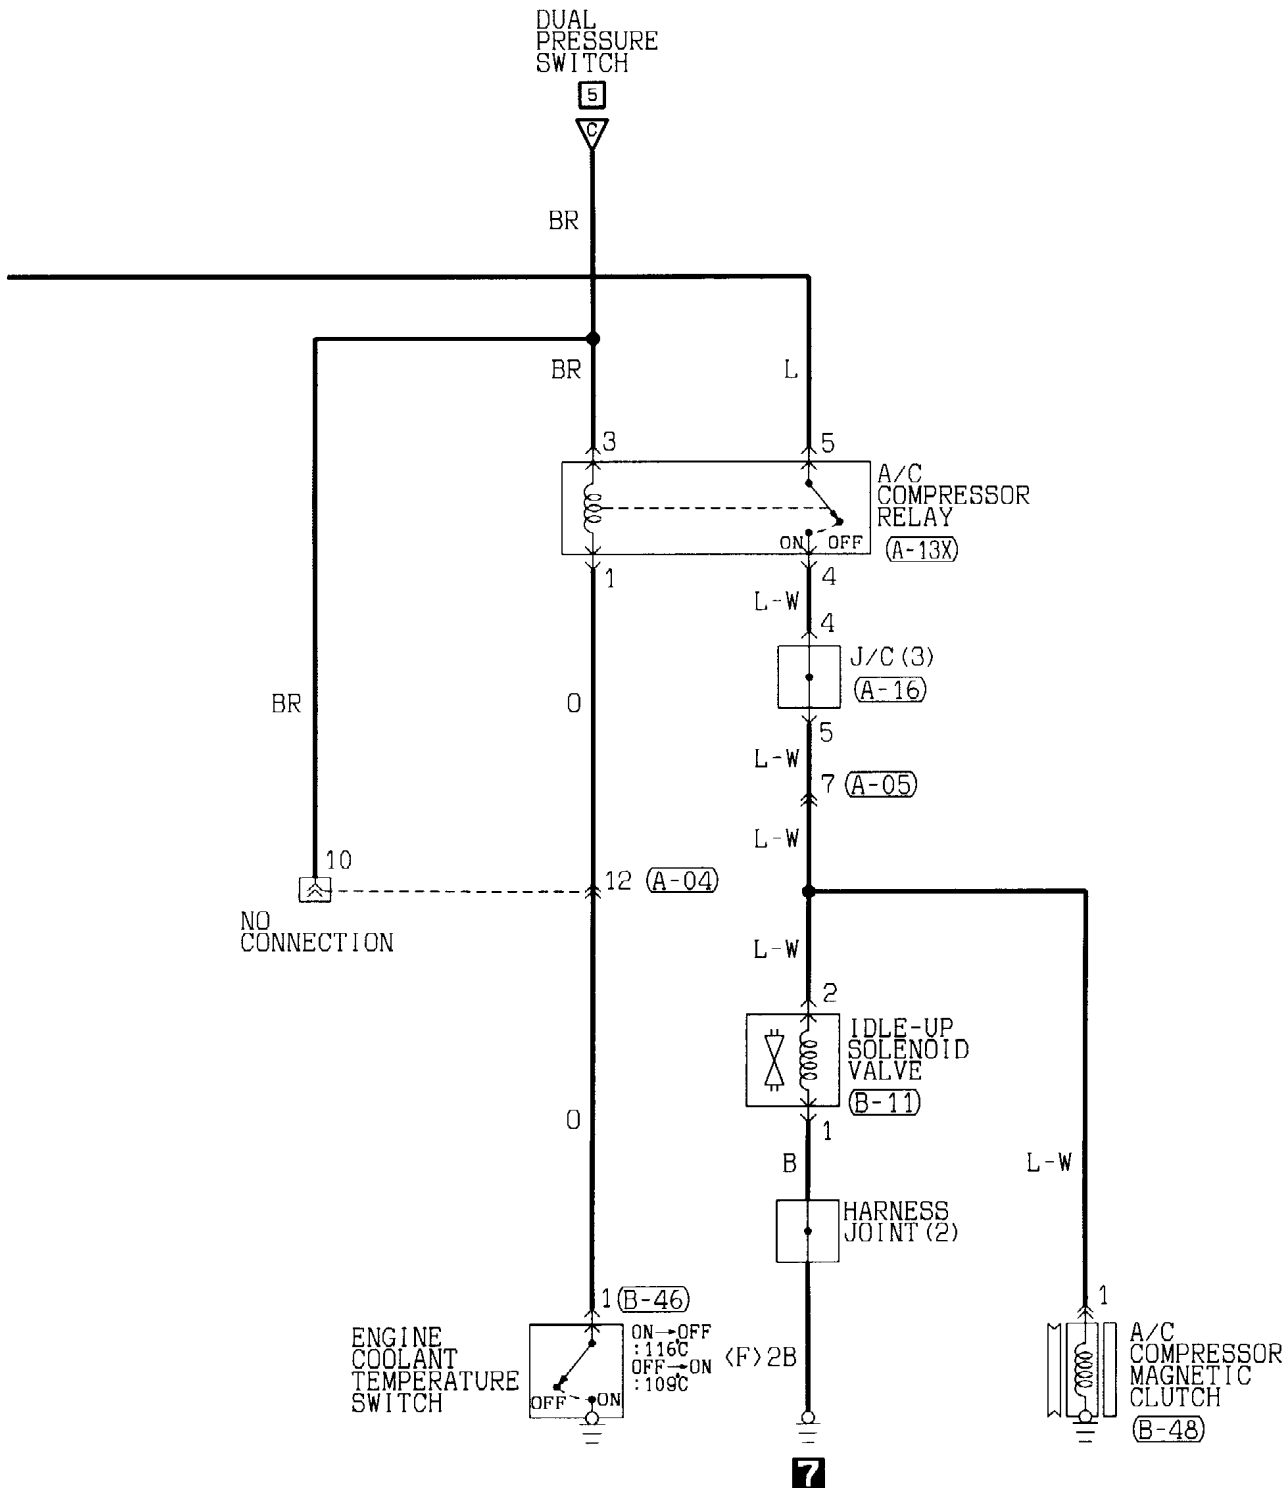 DUAL
PRESSURE
SWITCH
5
C
BR
BR
L
3
5
A/C
COMPRESSOR
RELAY
(A-13X)
ON
OFF
1
4
L-W
4
J/C(3)
(A-16)
BR
O
5
L-W
7 (A-05)
L-W
10
12 (A-04)
NO
CONNECTION
L-W
2
IDLE-UP
SOLENOID
VALVE
(B-11)
O
1
B
L-W
HARNESS
JOINT(2)
1 (B-46)
1
ENGINE
COOLANT
TEMPERATURE
SWITCH
OFF
ON
ON→OFF
:116°C
OFF→ON
:109°C
<F>2B
A/C
COMPRESSOR
MAGNETIC
CLUTCH
(B-48)
7